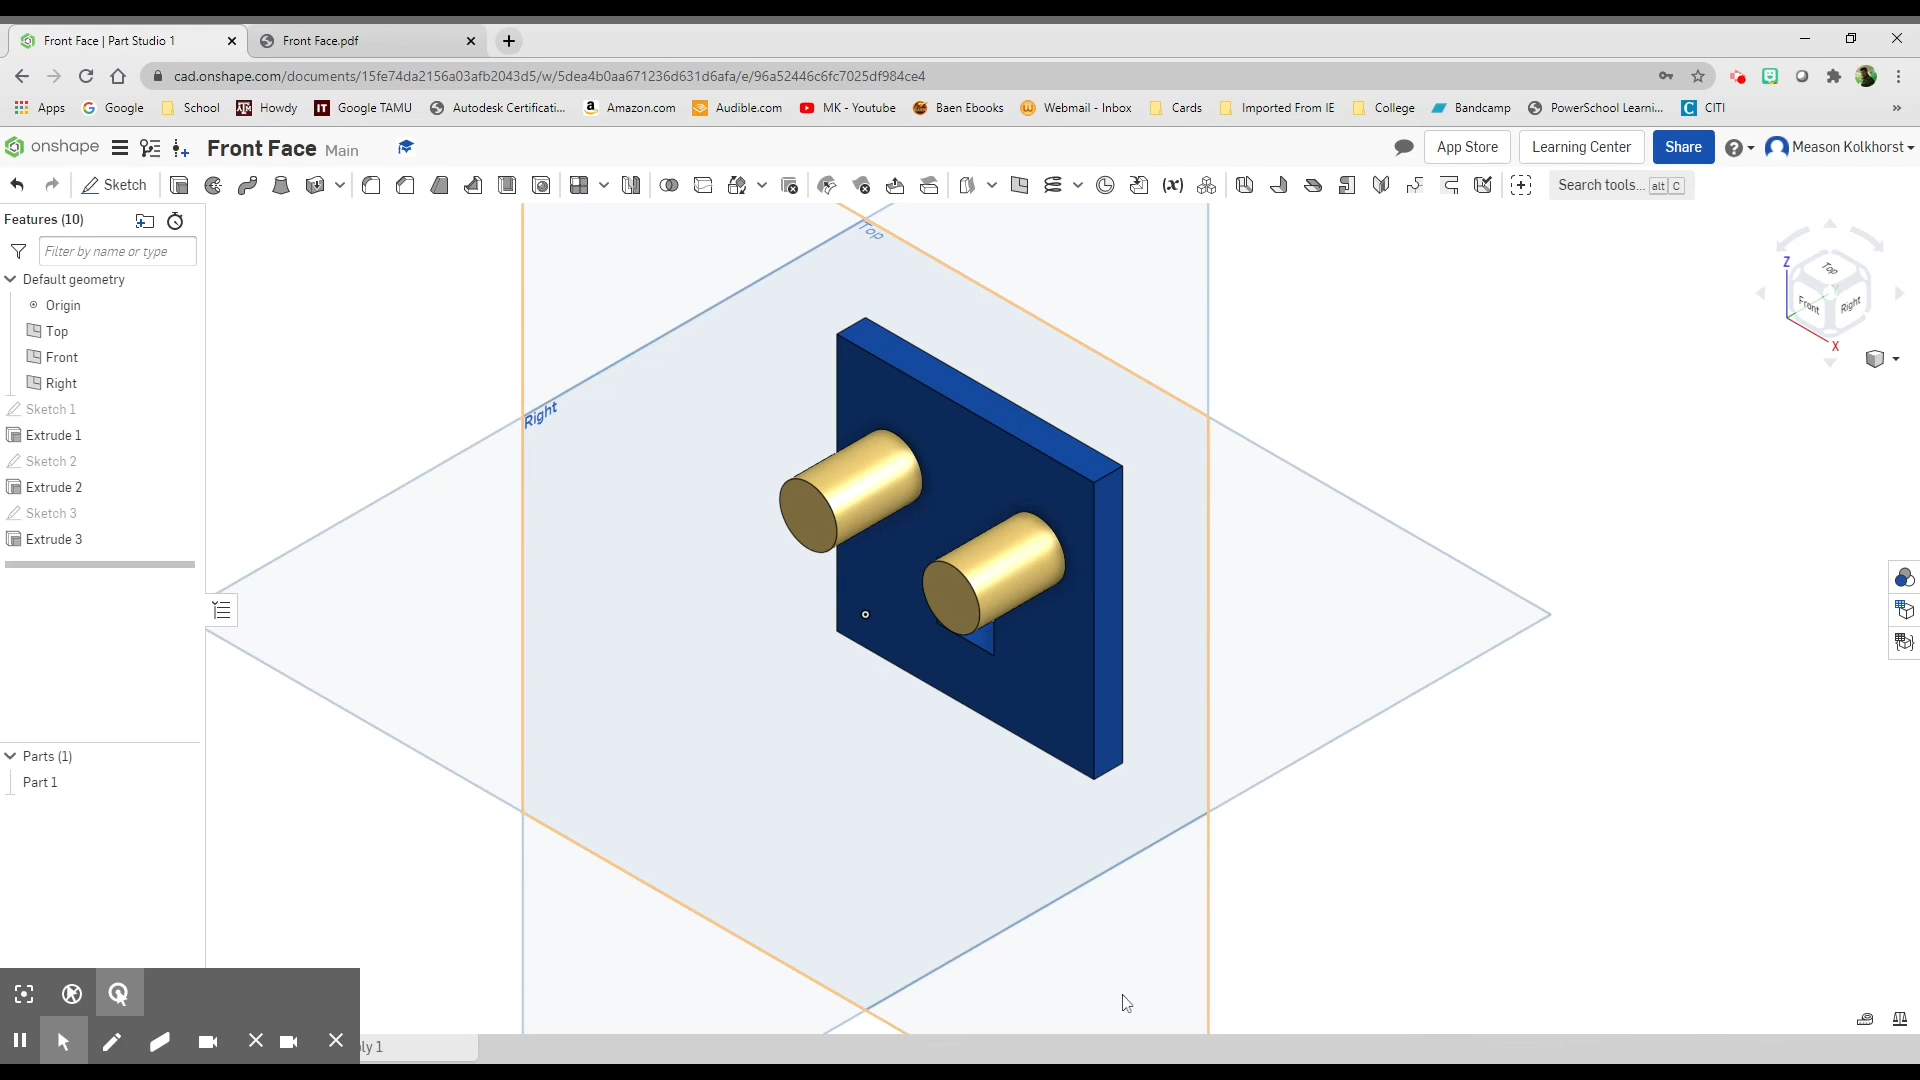 Front Face | Part Studio 1
Front Face.pdf
cad.onshape.com/documents/15fe74da2156a03afb2043d5/w/5dea4b0aa671236d631d6afa/e/96a52446c6fc7025df984ce4
Apps
Google
School
Howdy
Google TAMU
Autodesk Certificati...
Amazon.com
Audible.com
MK - Youtube
Baen Ebooks
Webmail - Inbox
Cards
Imported From IE
College
Bandcamp
PowerSchool Learni...
CITI
onshape
Front Face Main
App Store
Learning Center
Share
Measen Kolkhorst
Sketch
Search tools... alt C
Features (10)
Filter by name or type
Default geometry
Origin
Top
Front
Right
Sketch 1
Extrude 1
Sketch 2
Extrude 2
Sketch 3
Extrude 3
Parts (1)
Part 1
Top
Right
Z
Top
Front
Right
X
ly 1